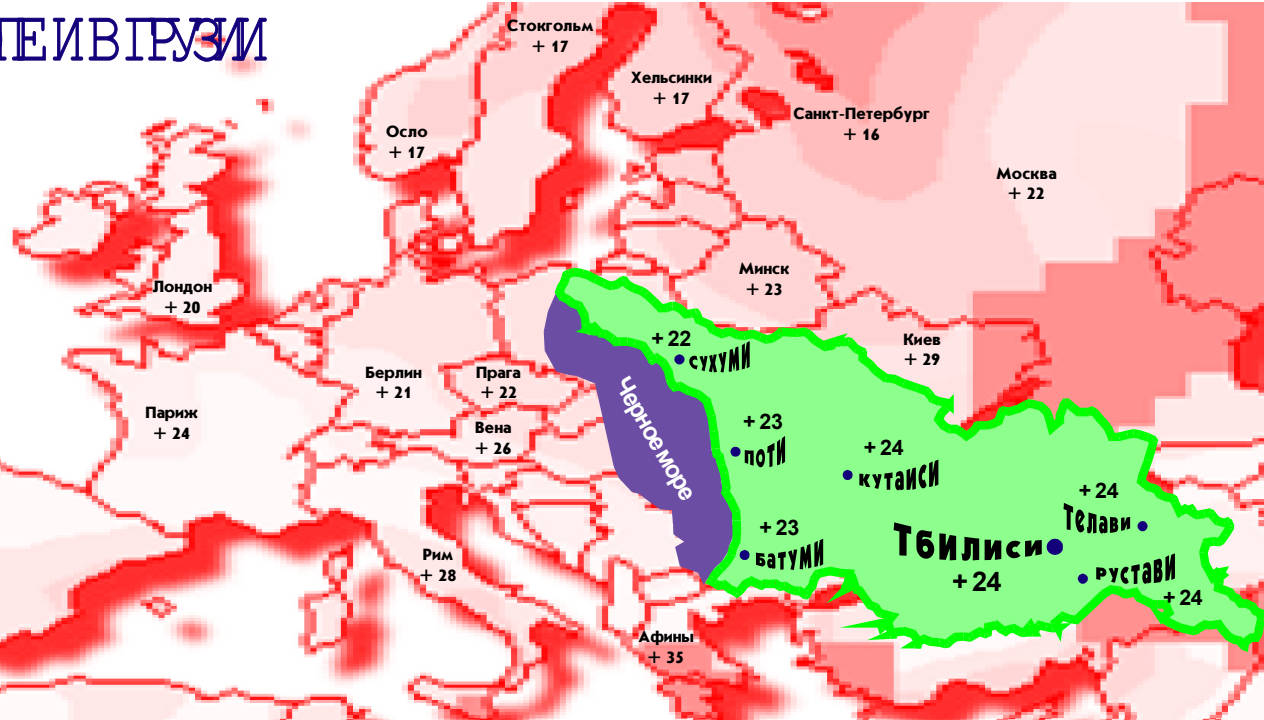 ПЕ И В ГРУЗИИ
Стокгольм
+ 17
Хельсинки
+ 17
Санкт-Петербург
+ 16
Осло
+ 17
Москва
+ 22
Минск
+ 23
Лондон
+ 20
Киев
+ 29
+ 22
СУХУМИ
Берлин
+ 21
Прага
+ 22
Париж
+ 24
Вена
+ 26
Черное море
+ 23
ПОТИ
+ 24
КУТАИСИ
+ 24
Телави
+ 23
БАТУМИ
Тбилиси
+ 24
РУСТАВИ
+ 24
Рим
+ 28
Афины
+ 35